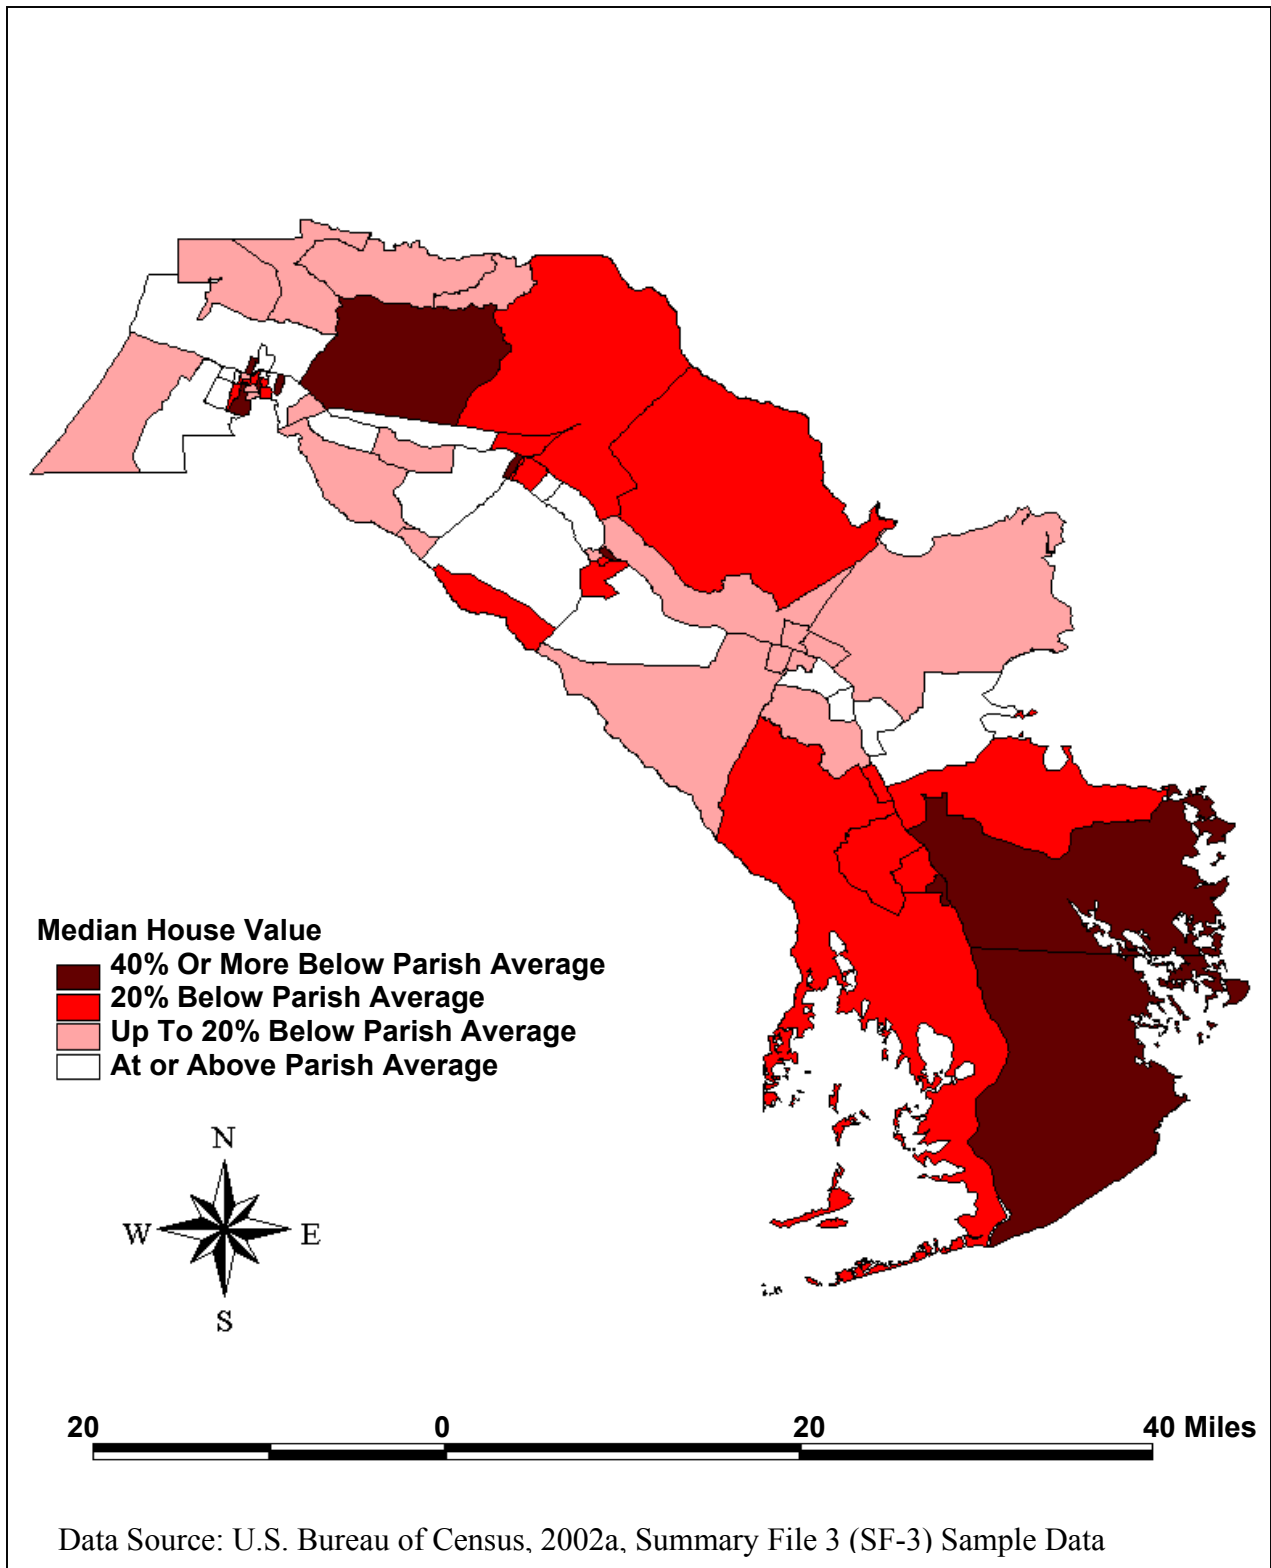 Median House Value
40% Or More Below Parish Average
20% Below Parish Average
Up To 20% Below Parish Average
At or Above Parish Average
N
W E
S
20 0 20 40 Miles
Data Source: U.S. Bureau of Census, 2002a, Summary File 3 (SF-3) Sample Data